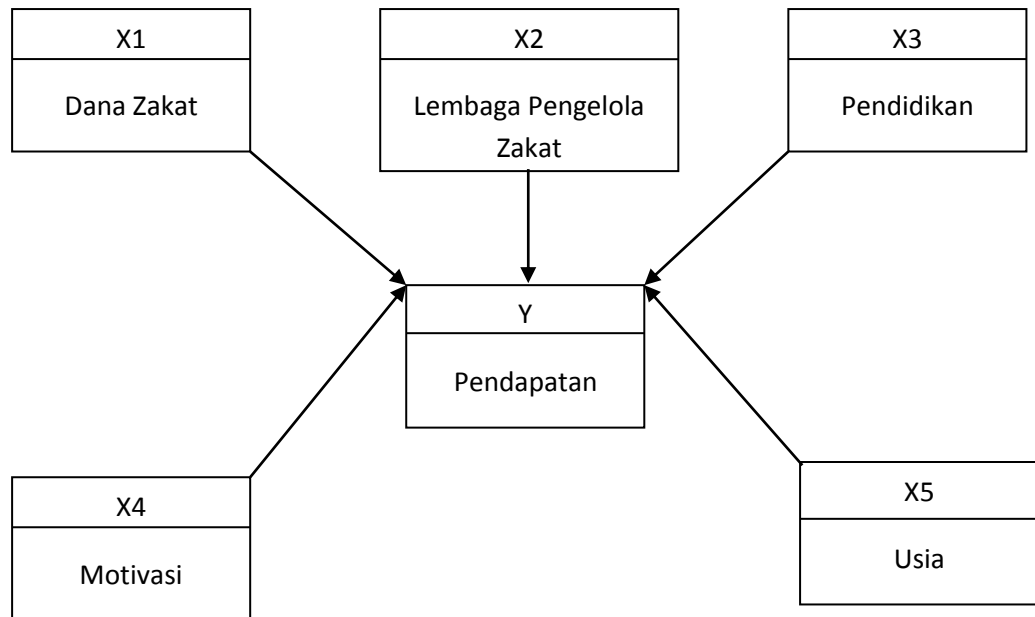 X1
Dana Zakat
X2
Lembaga Pengelola
Zakat
X3
Pendidikan
Y
Pendapatan
X4
Motivasi
X5
Usia